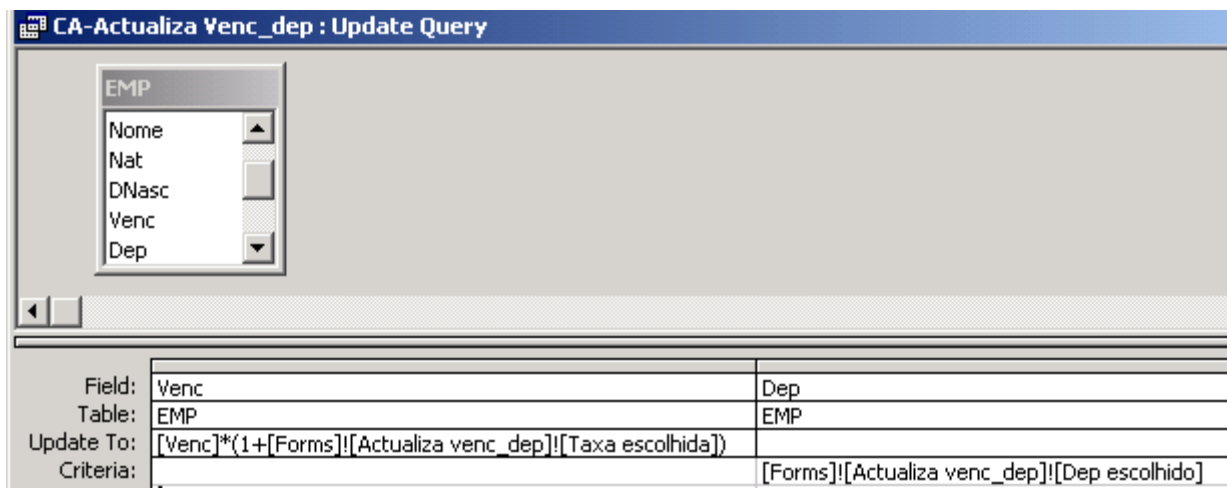 CA-Actualiza Venc_dep : Update Query
EMP
Nome
Nat
DNasc
Venc
Dep
Field: Venc Dep
Table: EMP EMP
Update To: [Venc]*(1+[Forms]![Actualiza venc_dep]![Taxa escolhida])
Criteria: [Forms]![Actualiza venc_dep]![Dep escolhido]